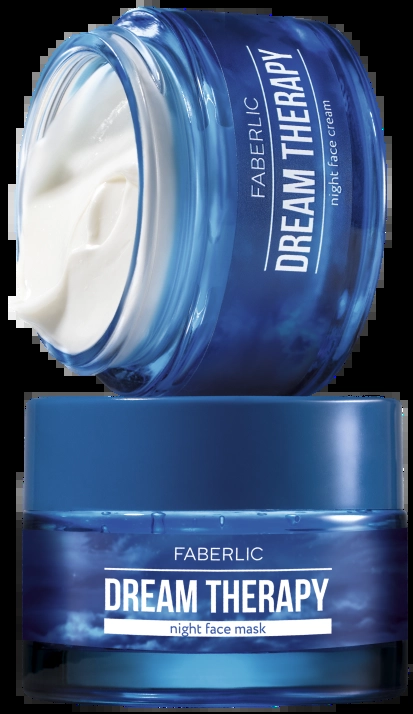 FABERLIC
DREAM THERAPY
night face cream
FABERLIC
DREAM THERAPY
night face mask